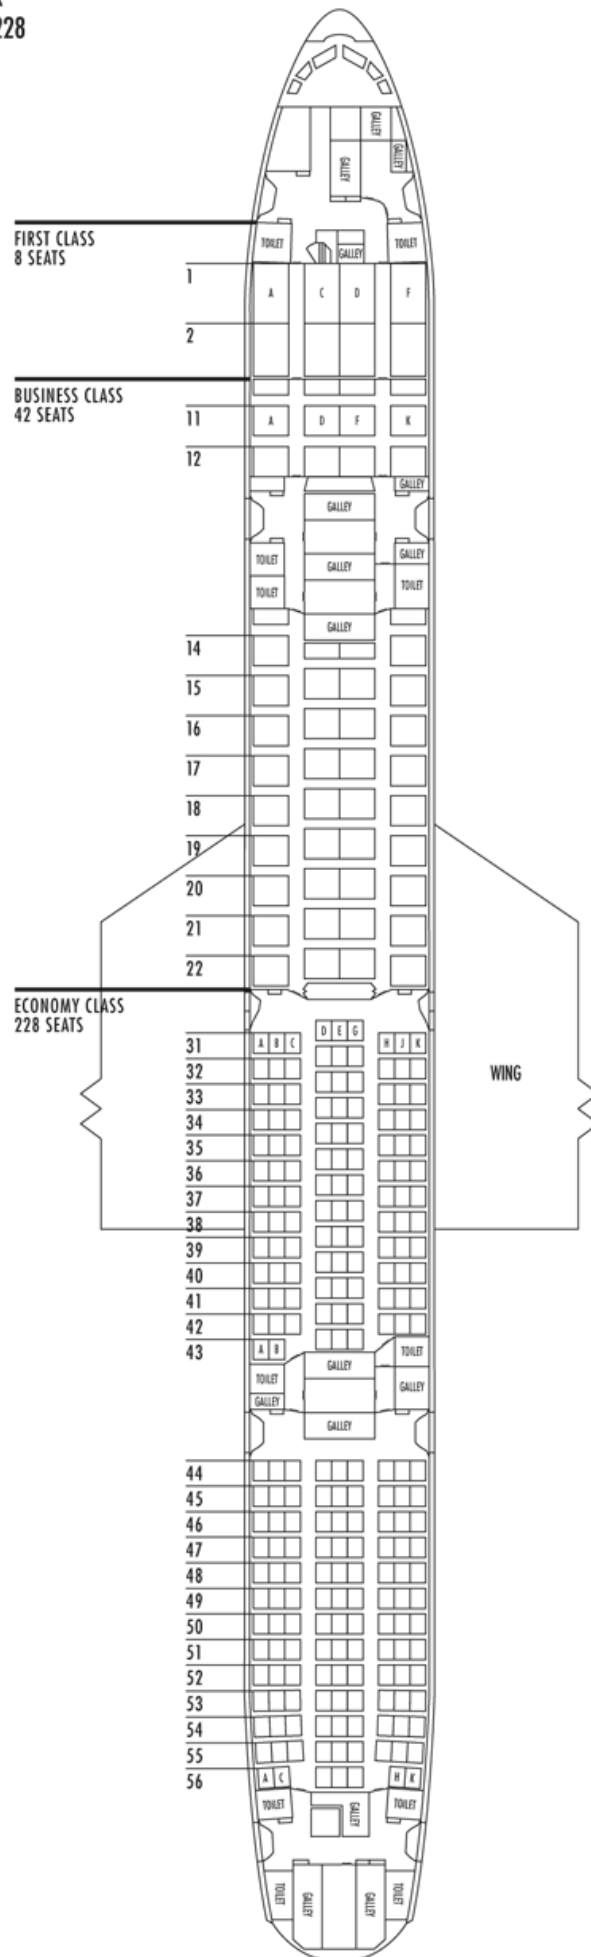 228
GALLEY
GALLEY
GALLEY
FIRST CLASS
8 SEATS
TOILET
GALLEY
TOILET
1
A C D F
2
BUSINESS CLASS
42 SEATS
11
A D F K
12
GALLEY
GALLEY
TOILET
GALLEY
GALLEY
TOILET
TOILET
GALLEY
14
15
16
17
18
19
20
21
22
ECONOMY CLASS
228 SEATS
D E G
31
A B C H J K
32
WING
33
34
35
36
37
38
39
40
41
42
43
A B
GALLEY
TOILET
TOILET
GALLEY
GALLEY
GALLEY
44
45
46
47
48
49
50
51
52
53
54
55
56
A C H K
TOILET
GALLEY
TOILET
TOILET
GALLEY
GALLEY
TOILET